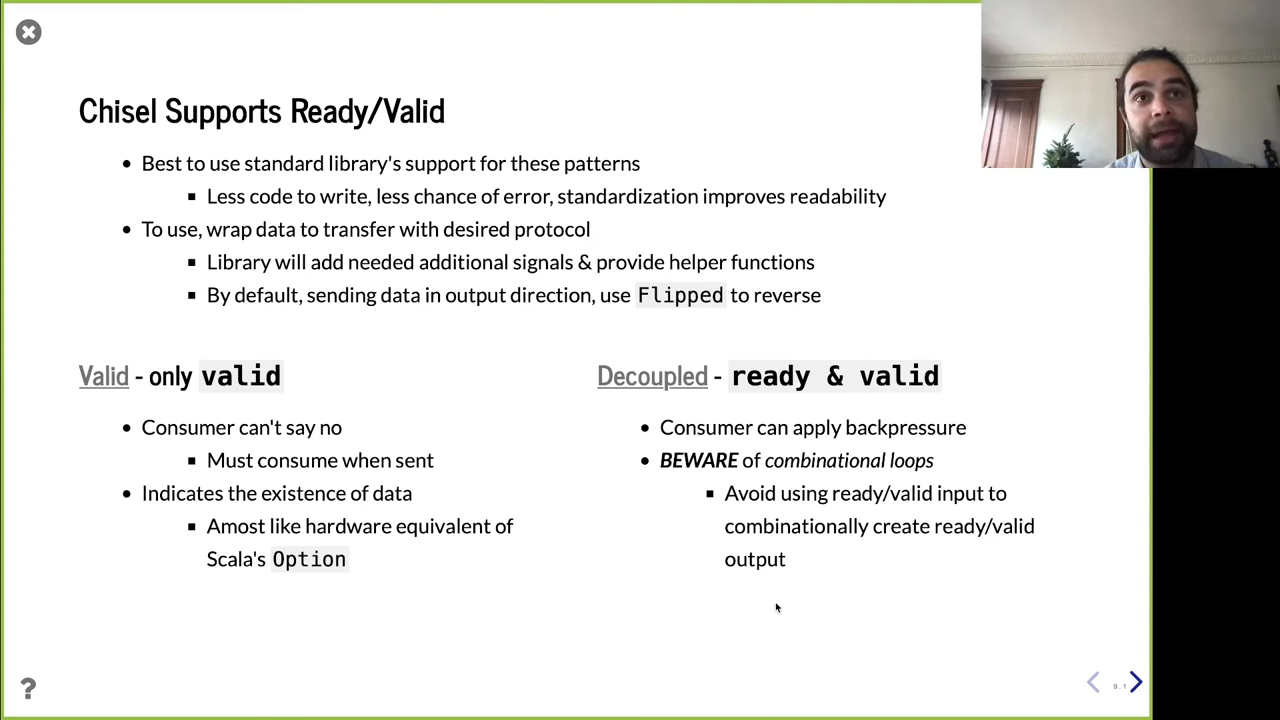 Chisel Supports Ready/Valid
Best to use standard library's support for these patterns
Less code to write, less chance of error, standardization improves readability
To use, wrap data to transfer with desired protocol
Library will add needed additional signals & provide helper functions
By default, sending data in output direction, use Flipped to reverse
Valid - only valid
Consumer can't say no
Must consume when sent
Indicates the existence of data
Amost like hardware equivalent of
Scala's Option
Decoupled - ready & valid
Consumer can apply backpressure
BEWARE of combinational loops
Avoid using ready/valid input to
combinationally create ready/valid
output
?
9.1